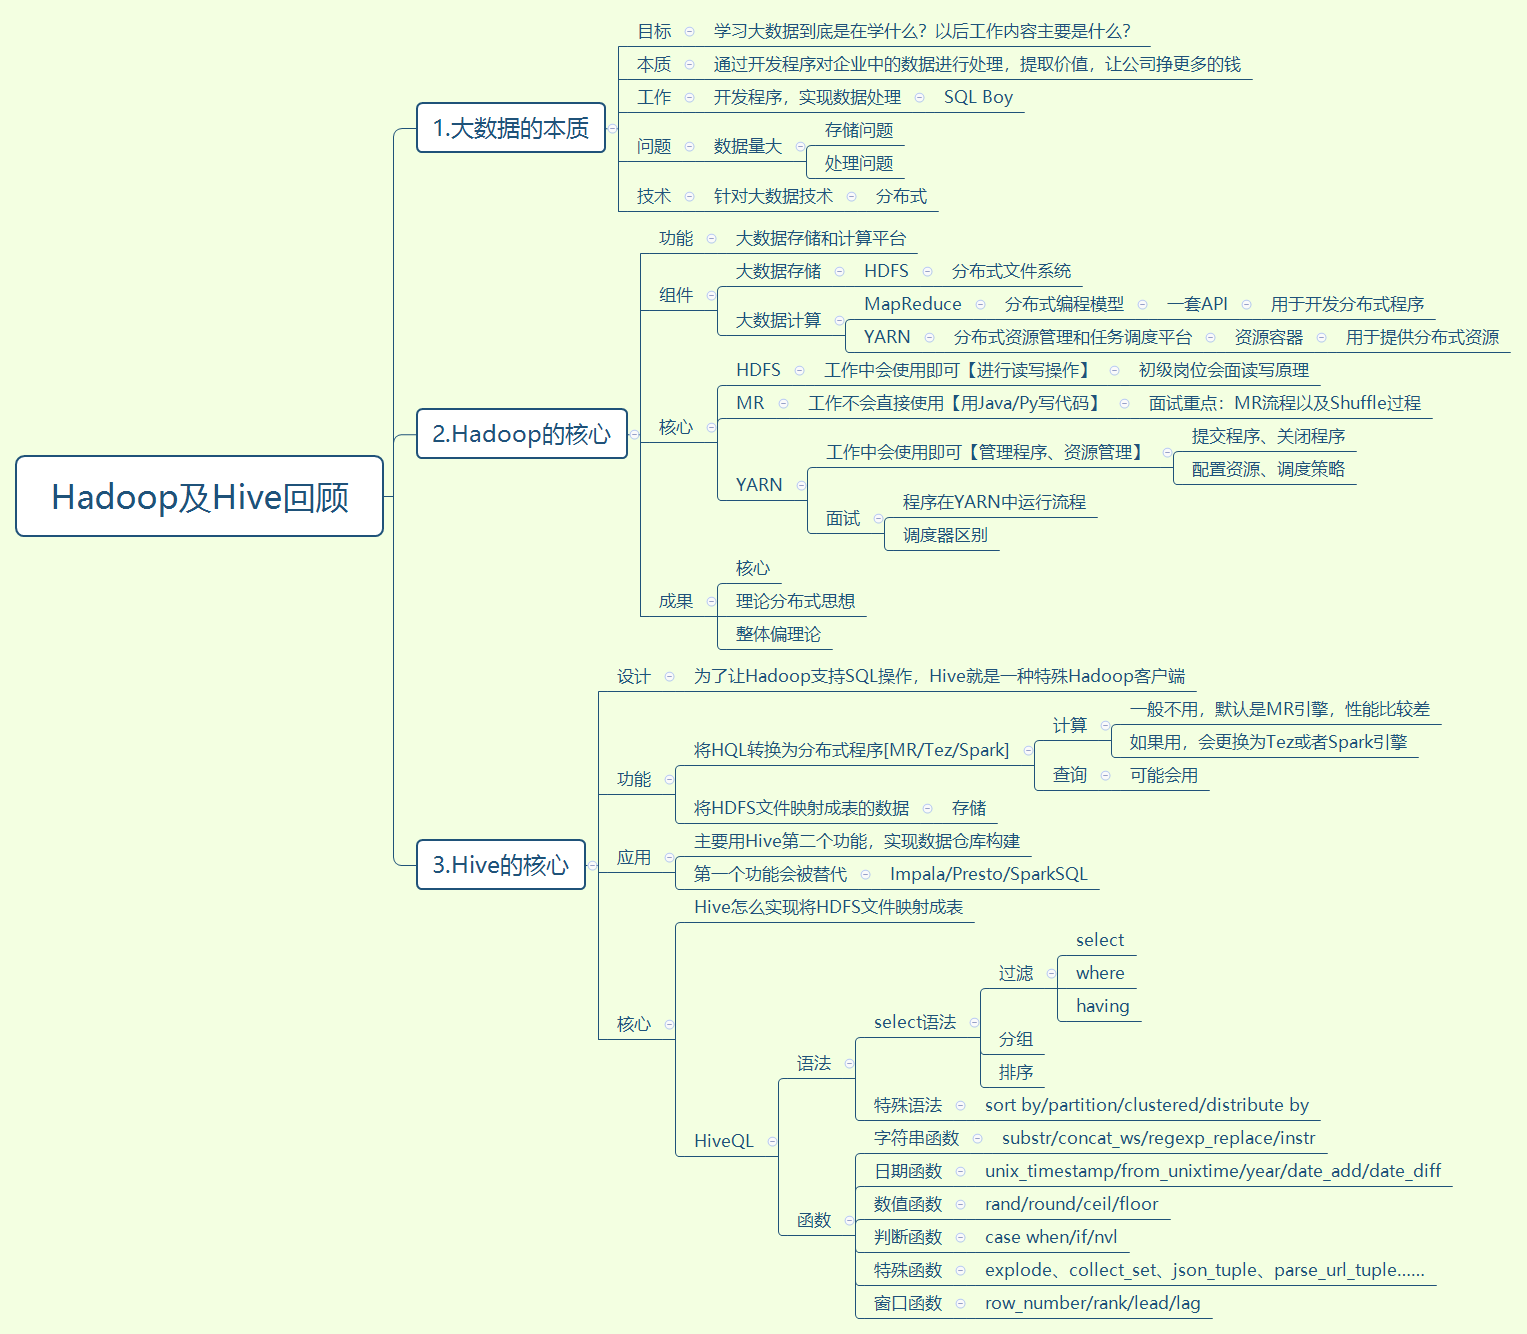 Hadoop及Hive回顾
1.大数据的本质
目标
学习大数据到底是在学什么？以后工作内容主要是什么？
本质
通过开发程序对企业中的数据进行处理，提取价值，让公司挣更多的钱
工作
开发程序，实现数据处理
SQL Boy
问题
数据量大
存储问题
处理问题
技术
针对大数据技术
分布式
2.Hadoop的核心
功能
大数据存储和计算平台
组件
大数据存储
HDFS
分布式文件系统
大数据计算
MapReduce
分布式编程模型
一套API
用于开发分布式程序
YARN
分布式资源管理和任务调度平台
资源容器
用于提供分布式资源
核心
HDFS
工作中会使用即可【进行读写操作】
初级岗位会面读写原理
MR
工作不会直接使用【用Java/Py写代码】
面试重点：MR流程以及Shuffle过程
YARN
工作中会使用即可【管理程序、资源管理】
提交程序、关闭程序
配置资源、调度策略
面试
程序在YARN中运行流程
调度器区别
成果
核心
理论分布式思想
整体偏理论
3.Hive的核心
设计
为了让Hadoop支持SQL操作，Hive就是一种特殊Hadoop客户端
功能
将HQL转换为分布式程序[MR/Tez/Spark]
计算
一般不用，默认是MR引擎，性能比较差
如果用，会更换为Tez或者Spark引擎
查询
可能会用
将HDFS文件映射成表的数据
存储
应用
主要用Hive第二个功能，实现数据仓库构建
第一个功能会被替代
Impala/Presto/SparkSQL
核心
Hive怎么实现将HDFS文件映射成表
HiveQL
语法
select语法
过滤
select
where
having
分组
排序
特殊语法
sort by/partition/clustered/distribute by
函数
字符串函数
substr/concat_ws/regexp_replace/instr
日期函数
unix_timestamp/from_unixtime/year/date_add/date_diff
数值函数
rand/round/ceil/floor
判断函数
case when/if/nvl
特殊函数
explode、collect_set、json_tuple、parse_url_tuple……
窗口函数
row_number/rank/lead/lag